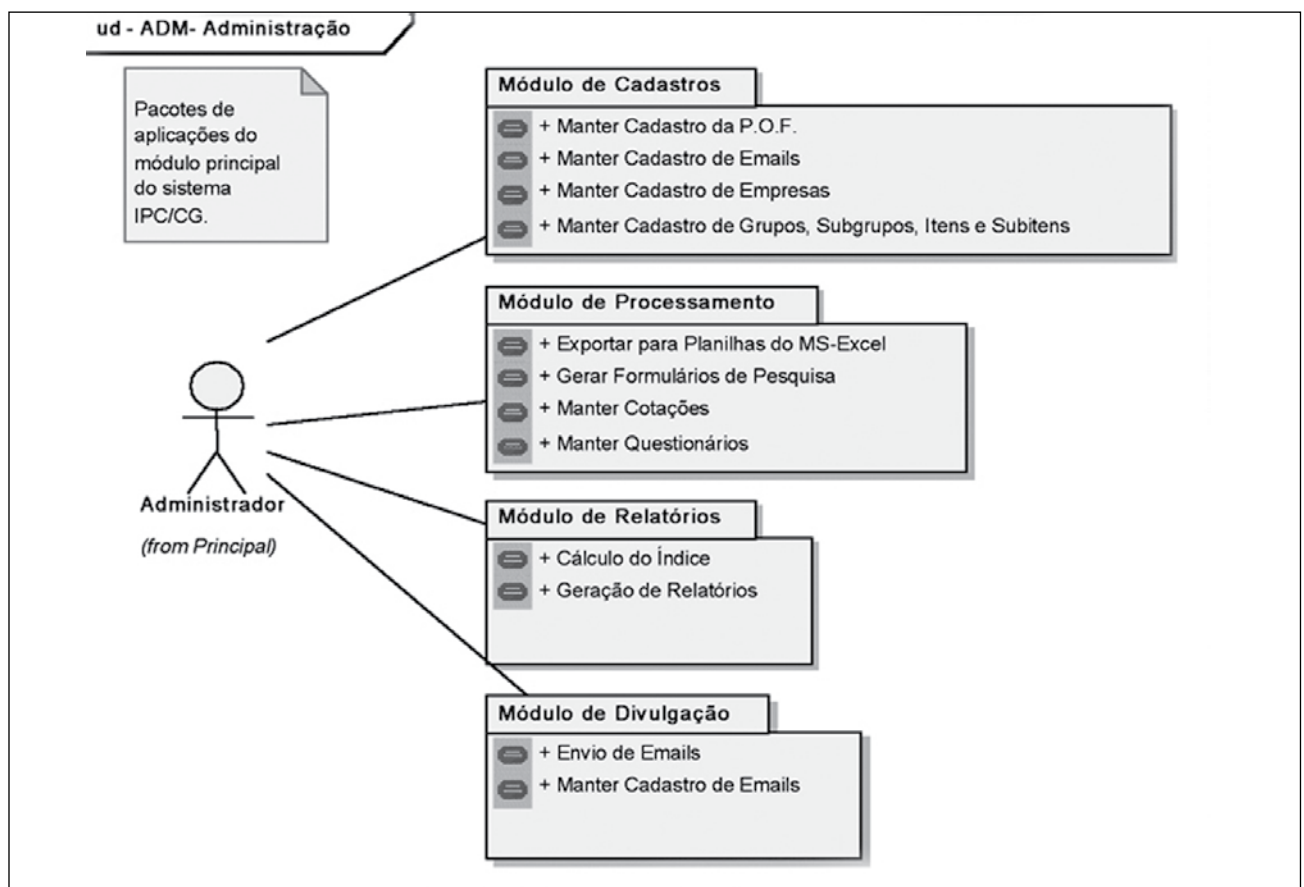 ud - ADM- Administração
Pacotes de
aplicações do
módulo principal
do sistema
IPC/CG.
Módulo de Cadastros
+ Manter Cadastro da P.O.F.
+ Manter Cadastro de Emails
+ Manter Cadastro de Empresas
+ Manter Cadastro de Grupos, Subgrupos, Itens e Subitens
Módulo de Processamento
+ Exportar para Planilhas do MS-Excel
+ Gerar Formulários de Pesquisa
+ Manter Cotações
+ Manter Questionários
Administrador
(from Principal)
Módulo de Relatórios
+ Cálculo do Índice
+ Geração de Relatórios
Módulo de Divulgação
+ Envio de Emails
+ Manter Cadastro de Emails